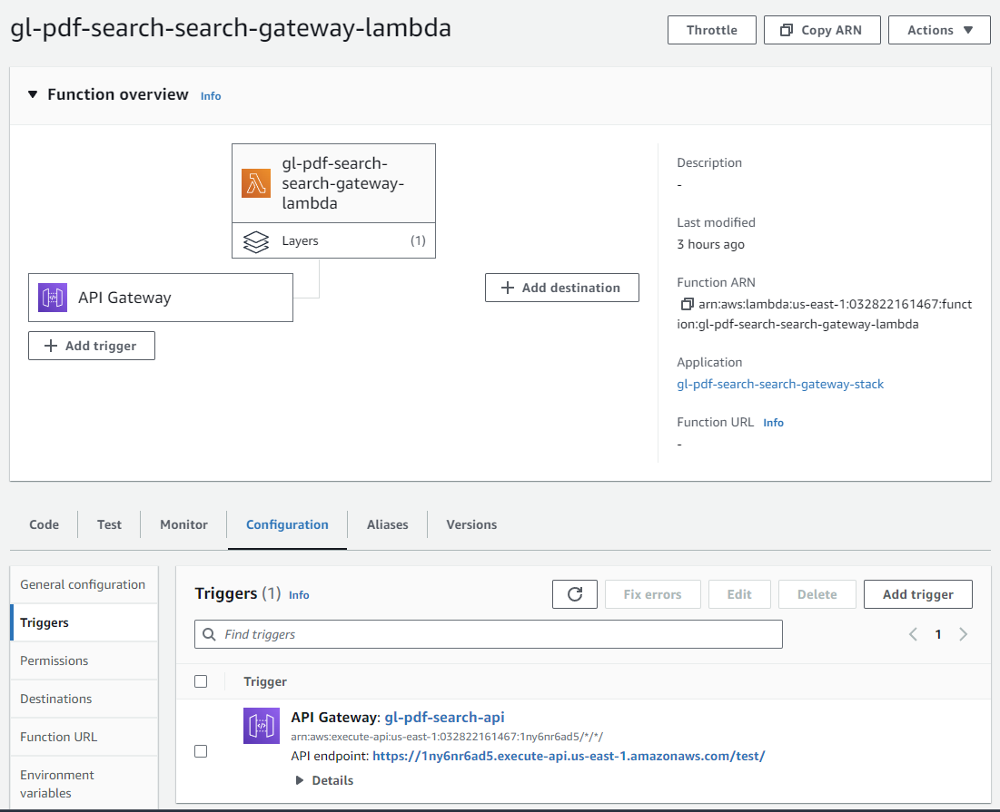 gl-pdf-search-search-gateway-lambda
Throttle
Copy ARN
Actions
Function overview Info
gl-pdf-search-
search-gateway-
lambda
Layers (1)
API Gateway
+ Add trigger
+ Add destination
Description
-
Last modified
3 hours ago
Function ARN
arn:aws:lambda:us-east-1:032822161467:funct
ion:gl-pdf-search-search-gateway-lambda
Application
gl-pdf-search-search-gateway-stack
Function URL Info
-
Code
Test
Monitor
Configuration
Aliases
Versions
General configuration
Triggers
Permissions
Destinations
Function URL
Environment
variables
Triggers (1) Info
Fix errors
Edit
Delete
Add trigger
Find triggers
1
Trigger
API Gateway: gl-pdf-search-api
arn:aws:execute-api:us-east-1:032822161467:1ny6nr6ad5/*/*/
API endpoint: https://1ny6nr6ad5.execute-api.us-east-1.amazonaws.com/test/
Details